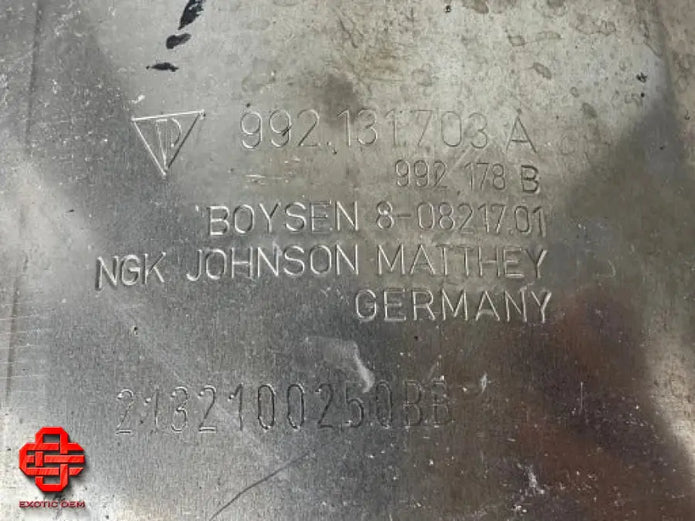 992.131.703 A
992.178 B
BOYSEN 8-08217.01
NGK JOHNSON MATTHEY
GERMANY
2132100250BB
EXOTIC OEM